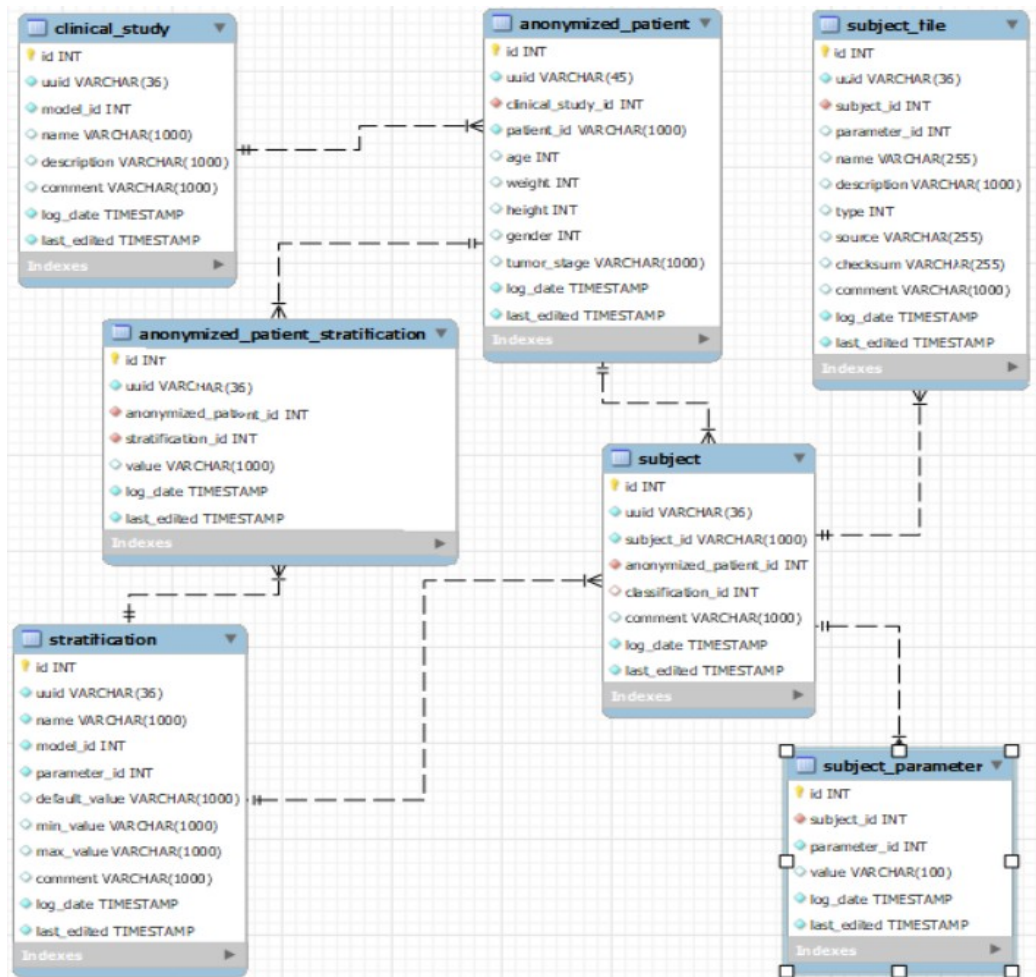 clinical_study
id INT
uuid VARCHAR(36)
model_id INT
name VARCHAR(1000)
description VARCHAR(1000)
comment VARCHAR(1000)
log_date TIMESTAMP
last_edited TIMESTAMP
Indexes
anonymized_patient
id INT
uuid VARCHAR(45)
clinical_study_id INT
patient_id VARCHAR(1000)
age INT
weight INT
height INT
gender INT
tumor_stage VARCHAR(1000)
log_date TIMESTAMP
last_edited TIMESTAMP
Indexes
subject_file
id INT
uuid VARCHAR(36)
subject_id INT
parameter_id INT
name VARCHAR(255)
description VARCHAR(1000)
type INT
source VARCHAR(255)
checksum VARCHAR(255)
comment VARCHAR(1000)
log_date TIMESTAMP
last_edited TIMESTAMP
Indexes
anonymized_patient_stratification
id INT
uuid VARCHAR(36)
anonymized_patient_id INT
stratification_id INT
value VARCHAR(1000)
log_date TIMESTAMP
last_edited TIMESTAMP
Indexes
subject
id INT
uuid VARCHAR(36)
subject_id VARCHAR(1000)
anonymized_patient_id INT
classification_id INT
comment VARCHAR(1000)
log_date TIMESTAMP
last_edited TIMESTAMP
Indexes
stratification
id INT
uuid VARCHAR(36)
name VARCHAR(1000)
model_id INT
parameter_id INT
default_value VARCHAR(1000)
min_value VARCHAR(1000)
max_value VARCHAR(1000)
comment VARCHAR(1000)
log_date TIMESTAMP
last_edited TIMESTAMP
Indexes
subject_parameter
id INT
subject_id INT
parameter_id INT
value VARCHAR(100)
log_date TIMESTAMP
last_edited TIMESTAMP
Indexes